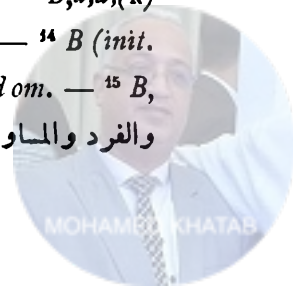 B,a,a,(R)
— ¹⁴ B (init.
d om. — ¹⁵ B,
والفرد والمساو
MOHAMED KHATAB